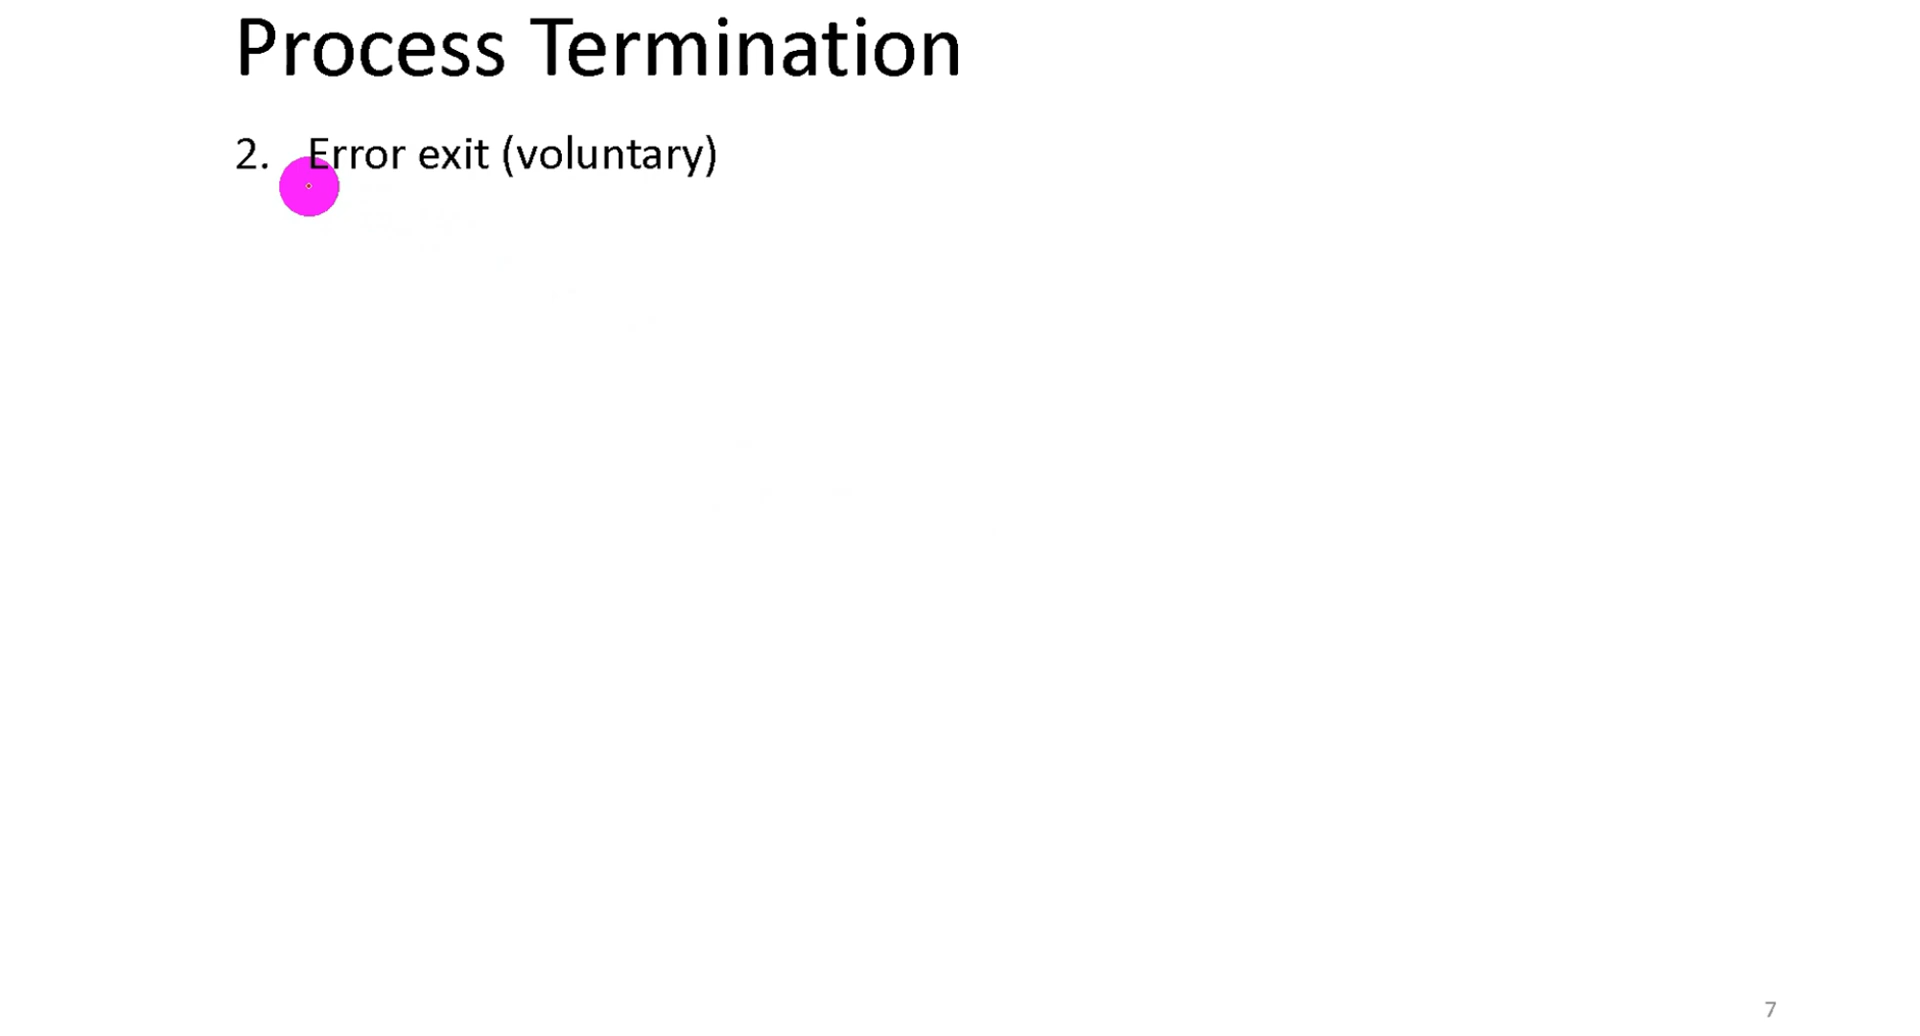 Process Termination
2. Error exit (voluntary)
7